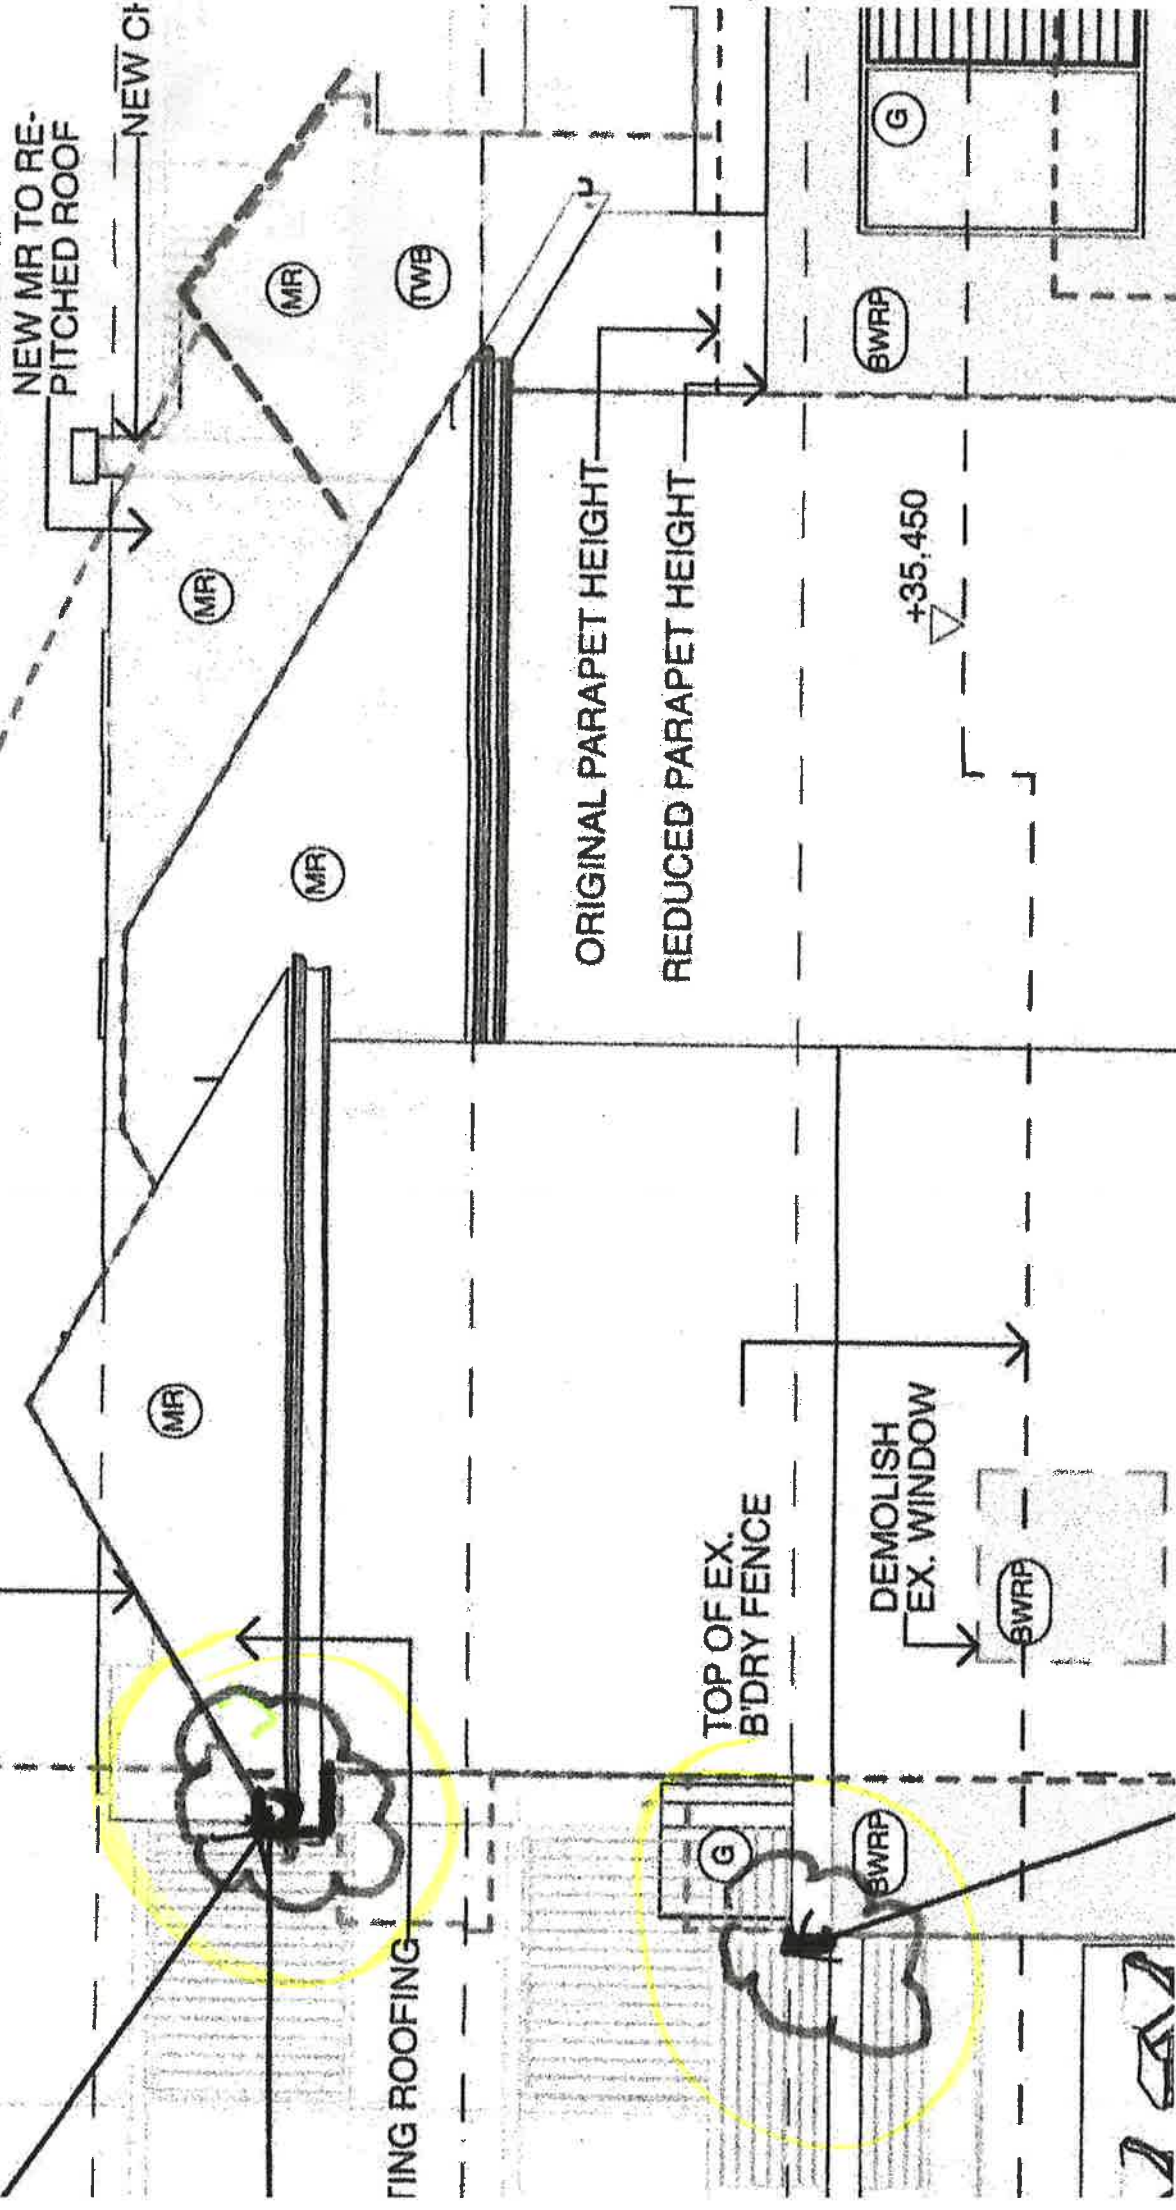 NEW MR TO RE-
PITCHED ROOF
NEW CH
MR
TWB
MR
MR
MR
G
BWRP
ORIGINAL PARAPET HEIGHT
REDUCED PARAPET HEIGHT
+35.450
TOP OF EX.
B'DRY FENCE
DEMOLISH
EX. WINDOW
BWRP
TING ROOFING
G
BWRP